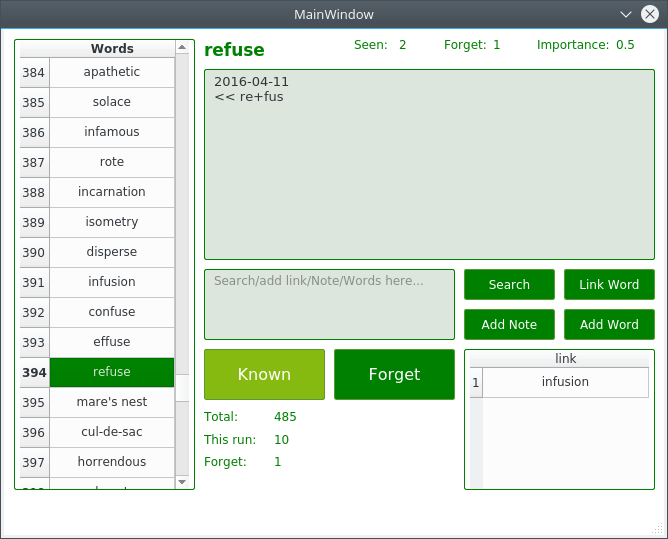 MainWindow
Words
384 apathetic
385 solace
386 infamous
387 rote
388 incarnation
389 isometry
390 disperse
391 infusion
392 confuse
393 effuse
394 refuse
395 mare's nest
396 cul-de-sac
397 horrendous
refuse
Seen: 2 Forget: 1 Importance: 0.5
2016-04-11
<< re+fus
Search/add link/Note/Words here...
Search Link Word
Add Note Add Word
Known Forget
Total: 485
This run: 10
Forget: 1
link
1 infusion